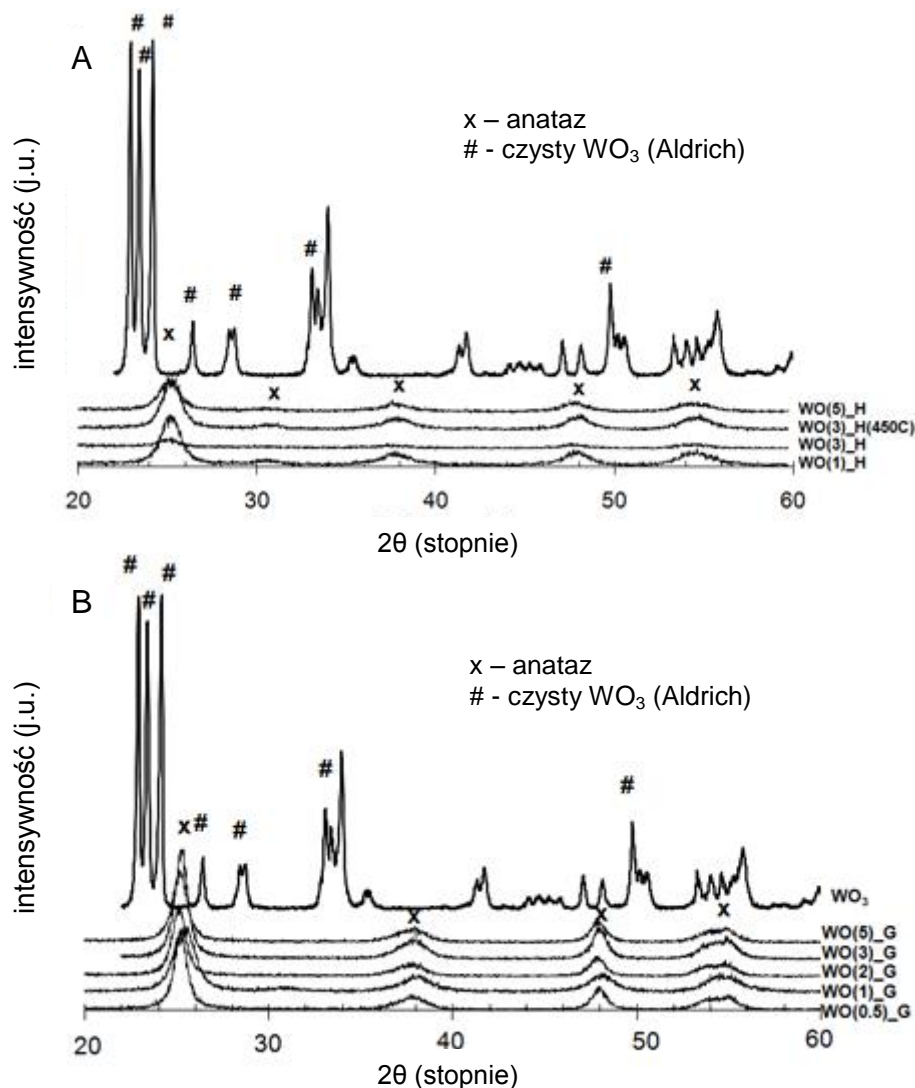 #
#
#
A
x – anataz
# - czysty WO₃ (Aldrich)
intensywność (j.u.)
#
#
#
#
x
x
x
x
x
WO(5)_H
WO(3)_H(450C)
WO(3)_H
WO(1)_H
20
30
40
50
60
2θ (stopnie)
#
#
#
B
x – anataz
# - czysty WO₃ (Aldrich)
intensywność (j.u.)
#
#
x
#
#
WO₃
x
x
x
WO(5)_G
WO(3)_G
WO(2)_G
WO(1)_G
WO(0.5)_G
20
30
40
50
60
2θ (stopnie)